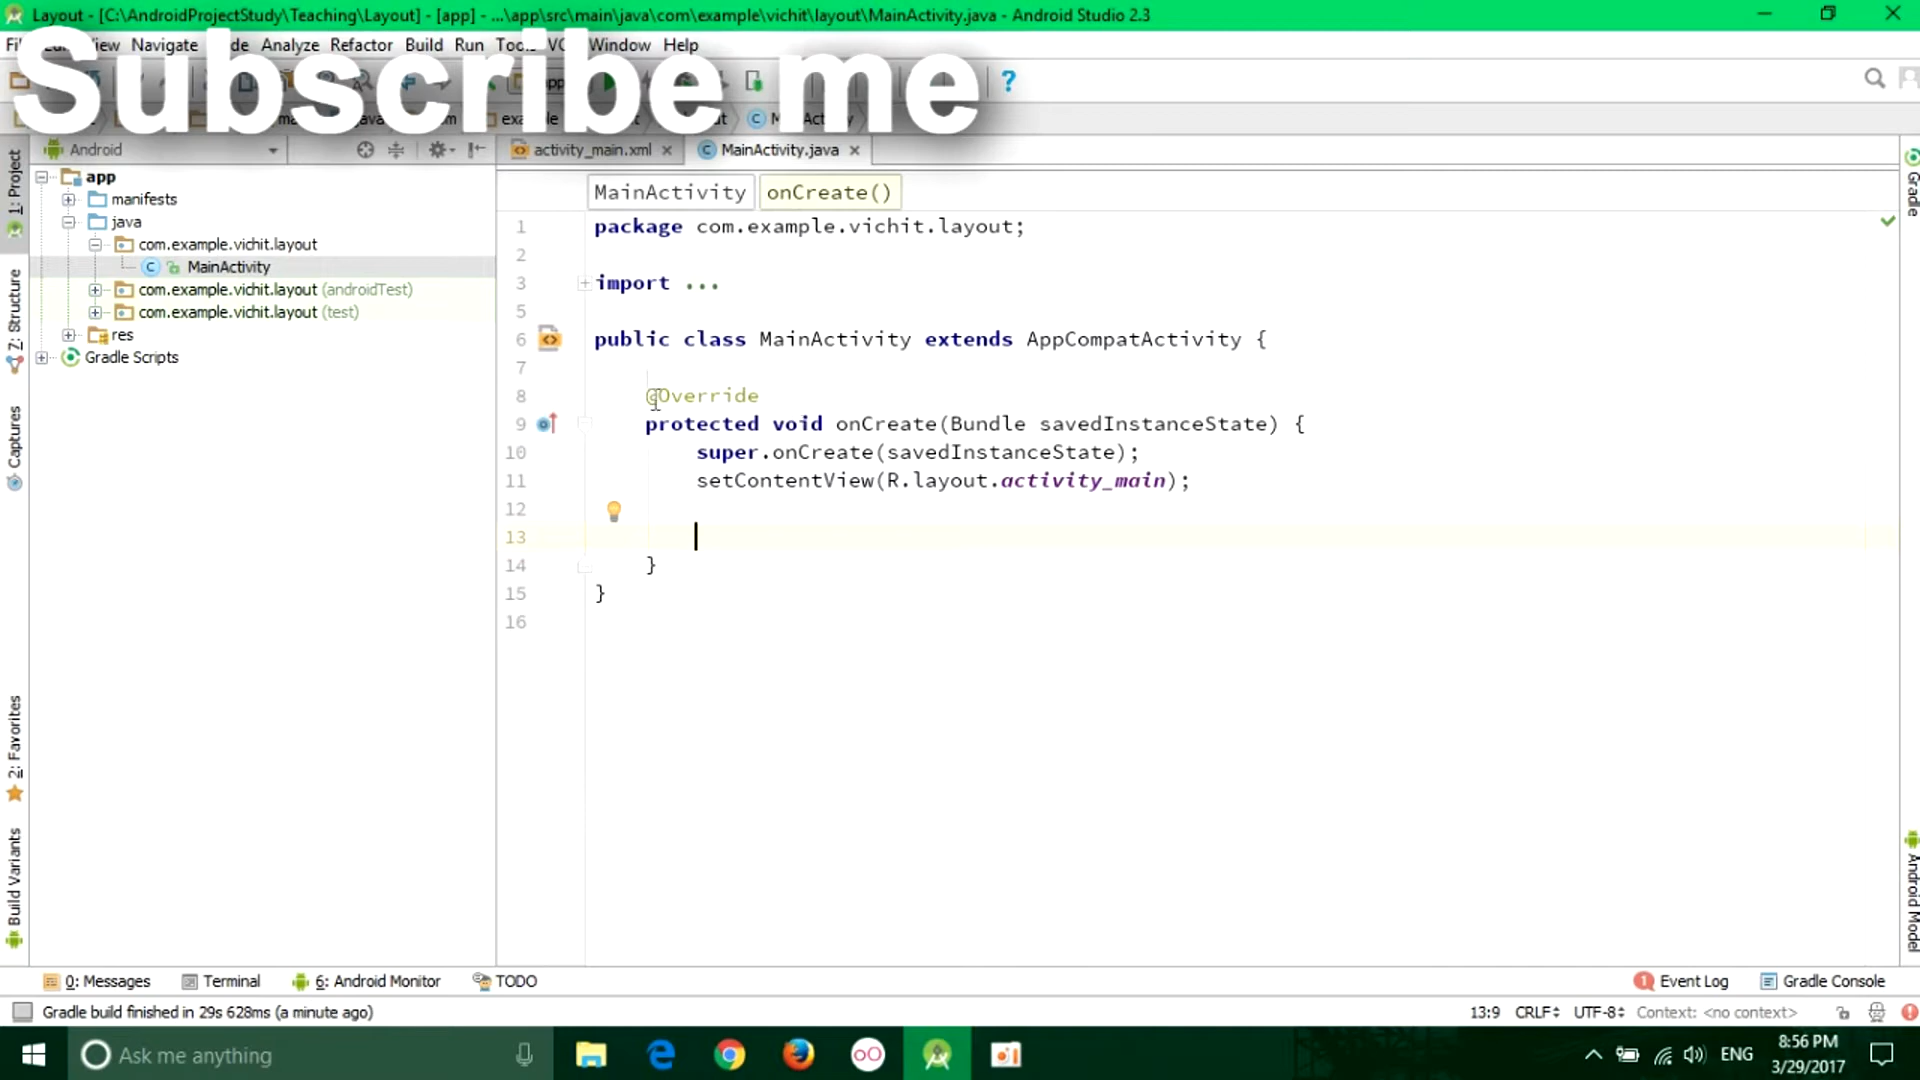 Layout - [C:\AndroidProjectStudy\Teaching\Layout] - [app] - ...\app\src\main\java\com\example\vichit\layout\MainActivity.java - Android Studio 2.3
Navigate Analyze Refactor Build Run Window Help
Subscribe me
Android
activity_main.xml
MainActivity.java
1: Project
Z: Structure
Captures
2: Favorites
Build Variants
app
manifests
java
com.example.vichit.layout
MainActivity
com.example.vichit.layout (androidTest)
com.example.vichit.layout (test)
res
Gradle Scripts
MainActivity onCreate()
1 package com.example.vichit.layout;
2
3 import ...
5
6 public class MainActivity extends AppCompatActivity {
7
8 @Override
9 protected void onCreate(Bundle savedInstanceState) {
10 super.onCreate(savedInstanceState);
11 setContentView(R.layout.activity_main);
12
13
14 }
15 }
16
Gradle
Android Model
0: Messages Terminal 6: Android Monitor TODO Event Log Gradle Console
Gradle build finished in 29s 628ms (a minute ago) 13:9 CRLF UTF-8 Context: <no context>
Ask me anything
ENG
8:56 PM
3/29/2017